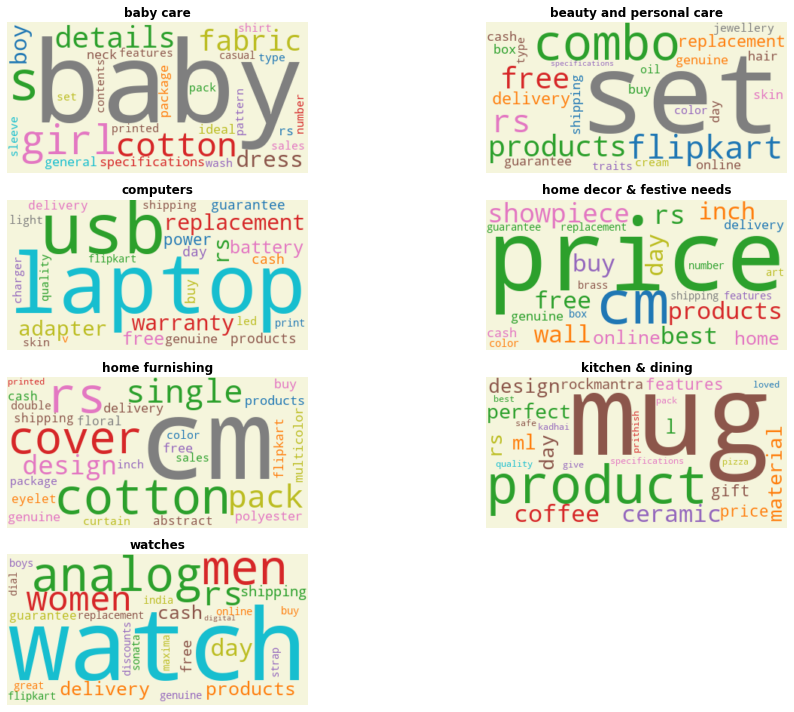 baby care
boy
details
shirt
fabric
neck features
casual type
s
baby
contents
package
set
pack
pattern
number
girl
printed
cotton
ideal
rs
sleeve
sales
general specifications wash dress
beauty and personal care
cash
type
combo
jewellery
replacement
box
specifications
genuine
hair
free
oil
set
buy
skin
delivery
shipping
color
day
rs
products
flipkart
guarantee
traits
cream
online
computers
delivery
shipping
guarantee
light
usb
replacement
power
battery
day
rs
flipkart
cash
charger
quality
laptop
buy
adapter
warranty
led
print
skin
v
free
genuine
products
home decor & festive needs
showpiece
rs
inch
guarantee
replacement
delivery
price
day
buy
number
art
brass
free
cm
shipping
features
genuine
box
products
cash
color
wall
online
best
home
home furnishing
printed
rs
single
buy
cash
double
delivery
products
shipping
floral
cm
cover
color
free
flipkart
multicolor
design
inch
sales
package
cotton
pack
eyelet
genuine
curtain
abstract
polyester
kitchen & dining
design
rockmantra
features
loved
best
mug
pack
perfect
safe
kadhai
l
prithish
rs
ml
day
quality
give
specifications
pizza
material
product
gift
coffee
ceramic
price
watches
boys
analog
men
dial
women
rs
shipping
india
cash
online
buy
guarantee
replacement
digital
watch
discounts
sonata
maxima
free
day
strap
great
delivery
products
flipkart
genuine